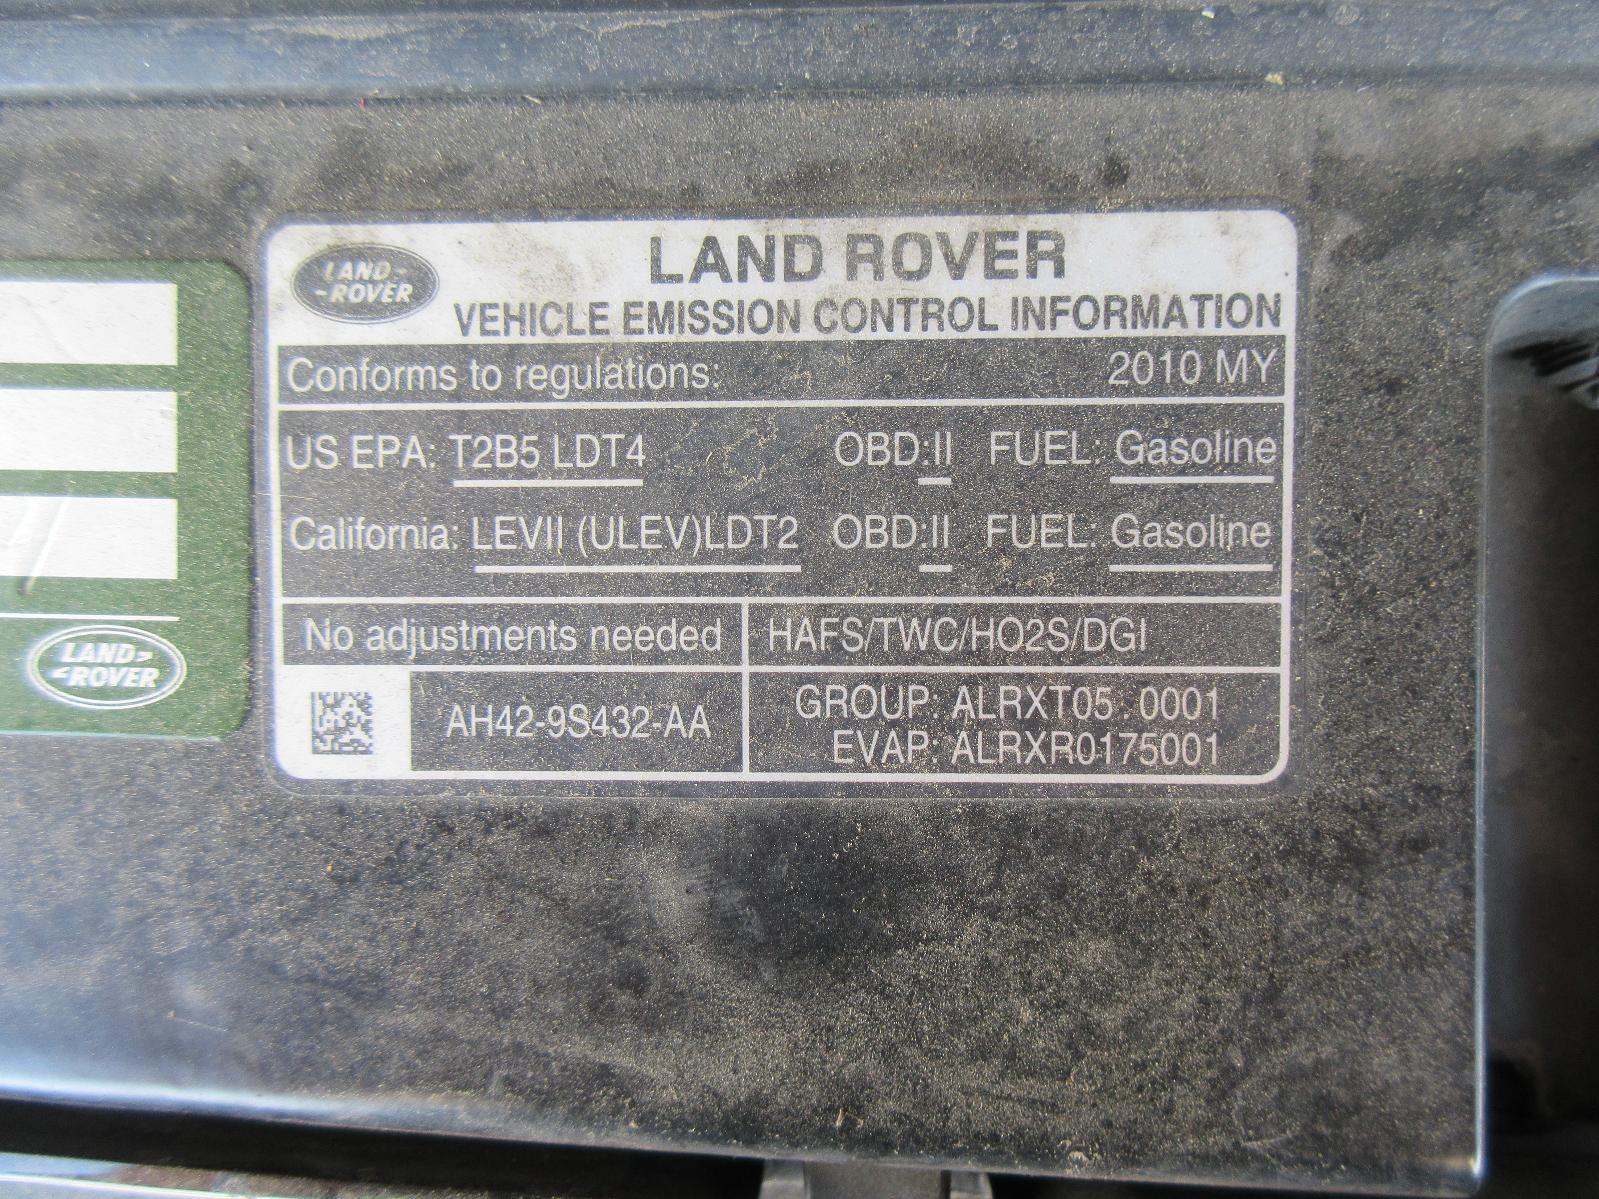 LAND-
-ROVER
LAND ROVER
VEHICLE EMISSION CONTROL INFORMATION
Conforms to regulations: 2010 MY
US EPA: T2B5 LDT4 OBD:II FUEL: Gasoline
California: LEVII (ULEV)LDT2 OBD:II FUEL: Gasoline
No adjustments needed HAFS/TWC/HO2S/DGI
AH42-9S432-AA
GROUP: ALRXT05.0001
EVAP: ALRXR0175001
LAND>
<ROVER